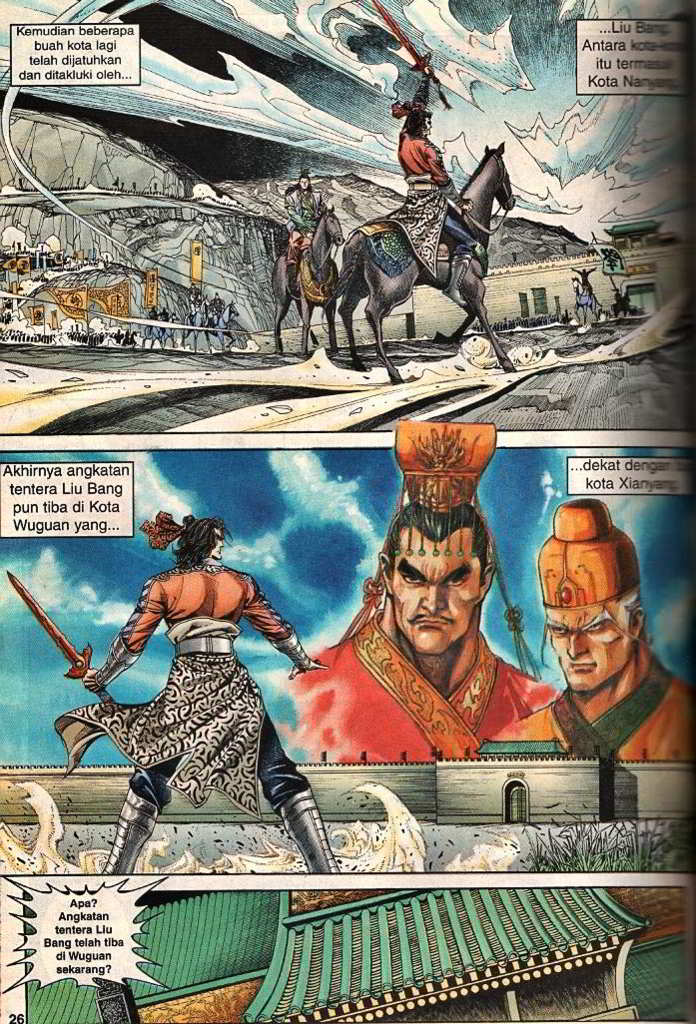 Kemudian beberapa
buah kota lagi
telah dijatuhkan
dan ditakluki oleh...
...Liu Bang.
Antara
itu termasuk
Kota Nanyang
Akhirnya angkatan
tentera Liu Bang
pun tiba di Kota
Wuguan yang...
...dekat dengan
kota Xianyang.
Apa?
Angkatan
tentera Liu
Bang telah tiba
di Wuguan
sekarang?
26